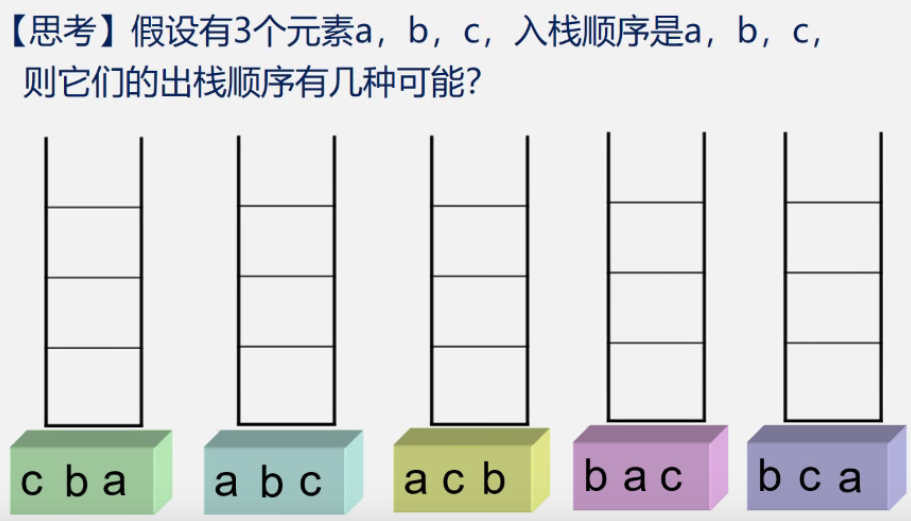 【思考】假设有3个元素a，b，c，入栈顺序是a，b，c，
则它们的出栈顺序有几种可能？
c b a
a b c
a c b
b a c
b c a